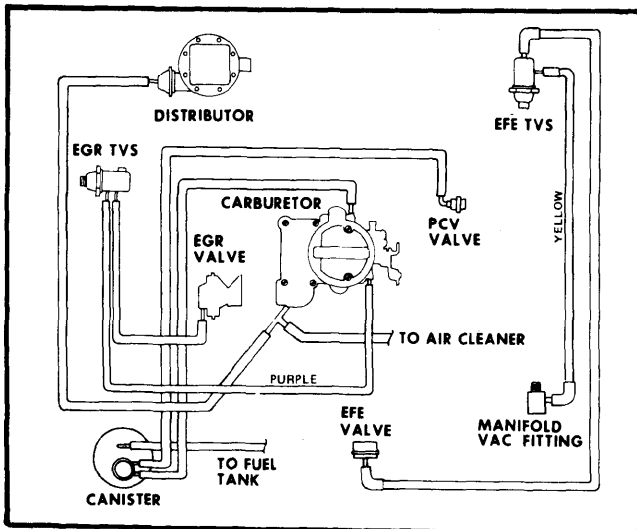 DISTRIBUTOR
EFE TVS
EGR TVS
CARBURETOR
PCV
VALVE
EGR
VALVE
YELLOW
TO AIR CLEANER
PURPLE
EFE
VALVE
MANIFOLD
VAC FITTING
TO FUEL
TANK
CANISTER